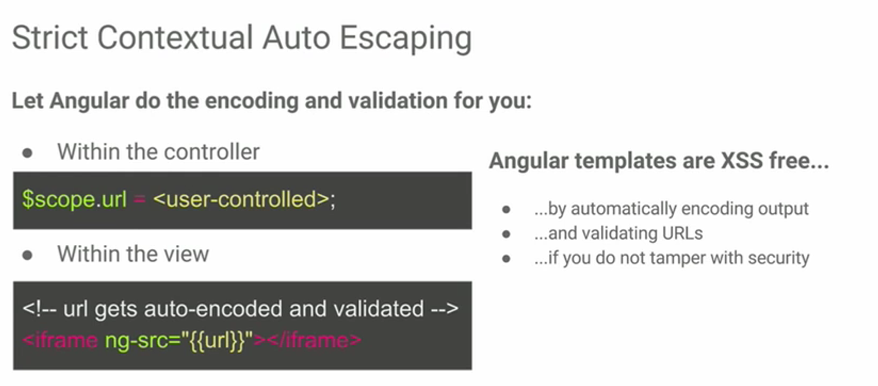 Strict Contextual Auto Escaping
Let Angular do the encoding and validation for you:
● Within the controller
$scope.url = <user-controlled>;
● Within the view
<!-- url gets auto-encoded and validated -->
<iframe ng-src="{{url}}"></iframe>
Angular templates are XSS free...
● ...by automatically encoding output
● ...and validating URLs
● ...if you do not tamper with security